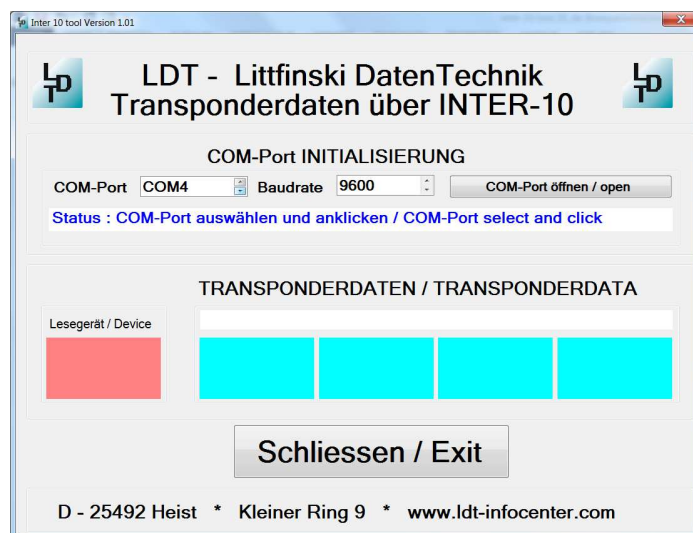 Inter 10 tool Version 1.01
LDT
LDT - Littfinski DatenTechnik
LDT
Transponderdaten über INTER-10
COM-Port INITIALISIERUNG
COM-Port COM4 Baudrate 9600 COM-Port öffnen / open
Status : COM-Port auswählen und anklicken / COM-Port select and click
TRANSPONDERDATEN / TRANSPONDERDATA
Lesegerät / Device
Schliessen / Exit
D - 25492 Heist * Kleiner Ring 9 * www.ldt-infocenter.com